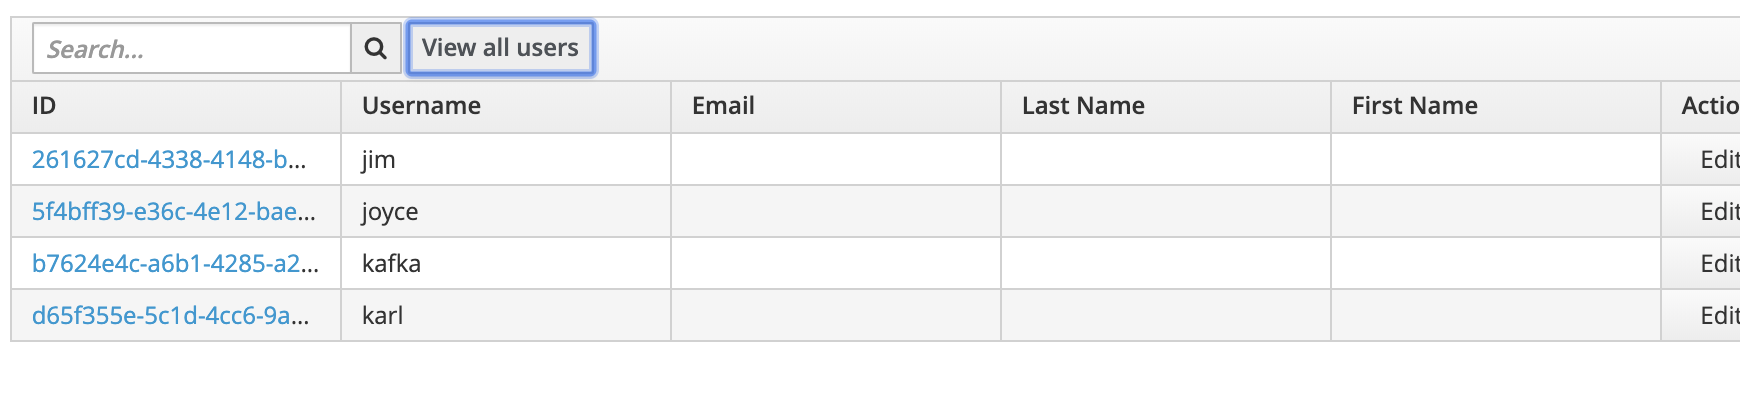 Search... View all users
ID Username Email Last Name First Name Actio
261627cd-4338-4148-b... jim Edit
5f4bff39-e36c-4e12-bae... joyce Edit
b7624e4c-a6b1-4285-a2... kafka Edit
d65f355e-5c1d-4cc6-9a... karl Edit